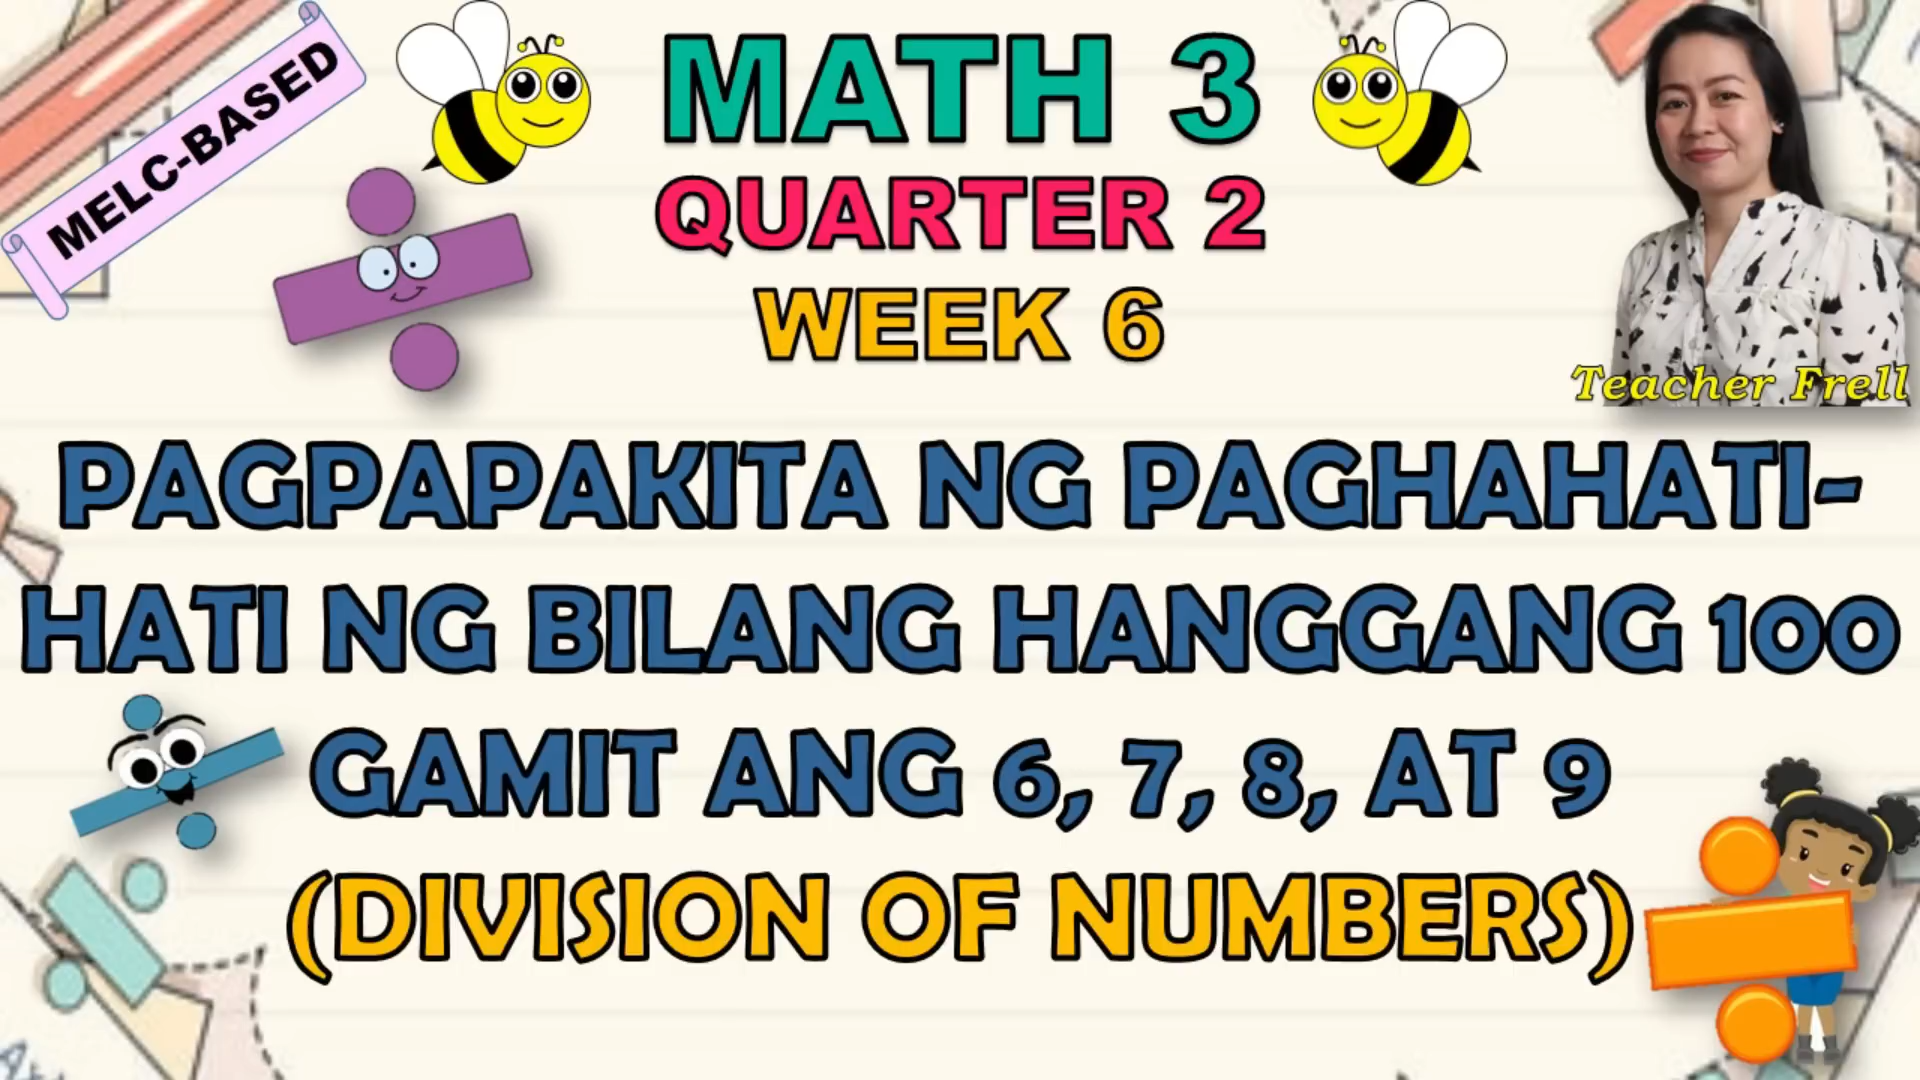 MELC-BASED
MATH 3
QUARTER 2
WEEK 6
Teacher Frell
PAGPAPAKITA NG PAGHAHATI-
HATI NG BILANG HANGGANG 100
GAMIT ANG 6, 7, 8, AT 9
(DIVISION OF NUMBERS)